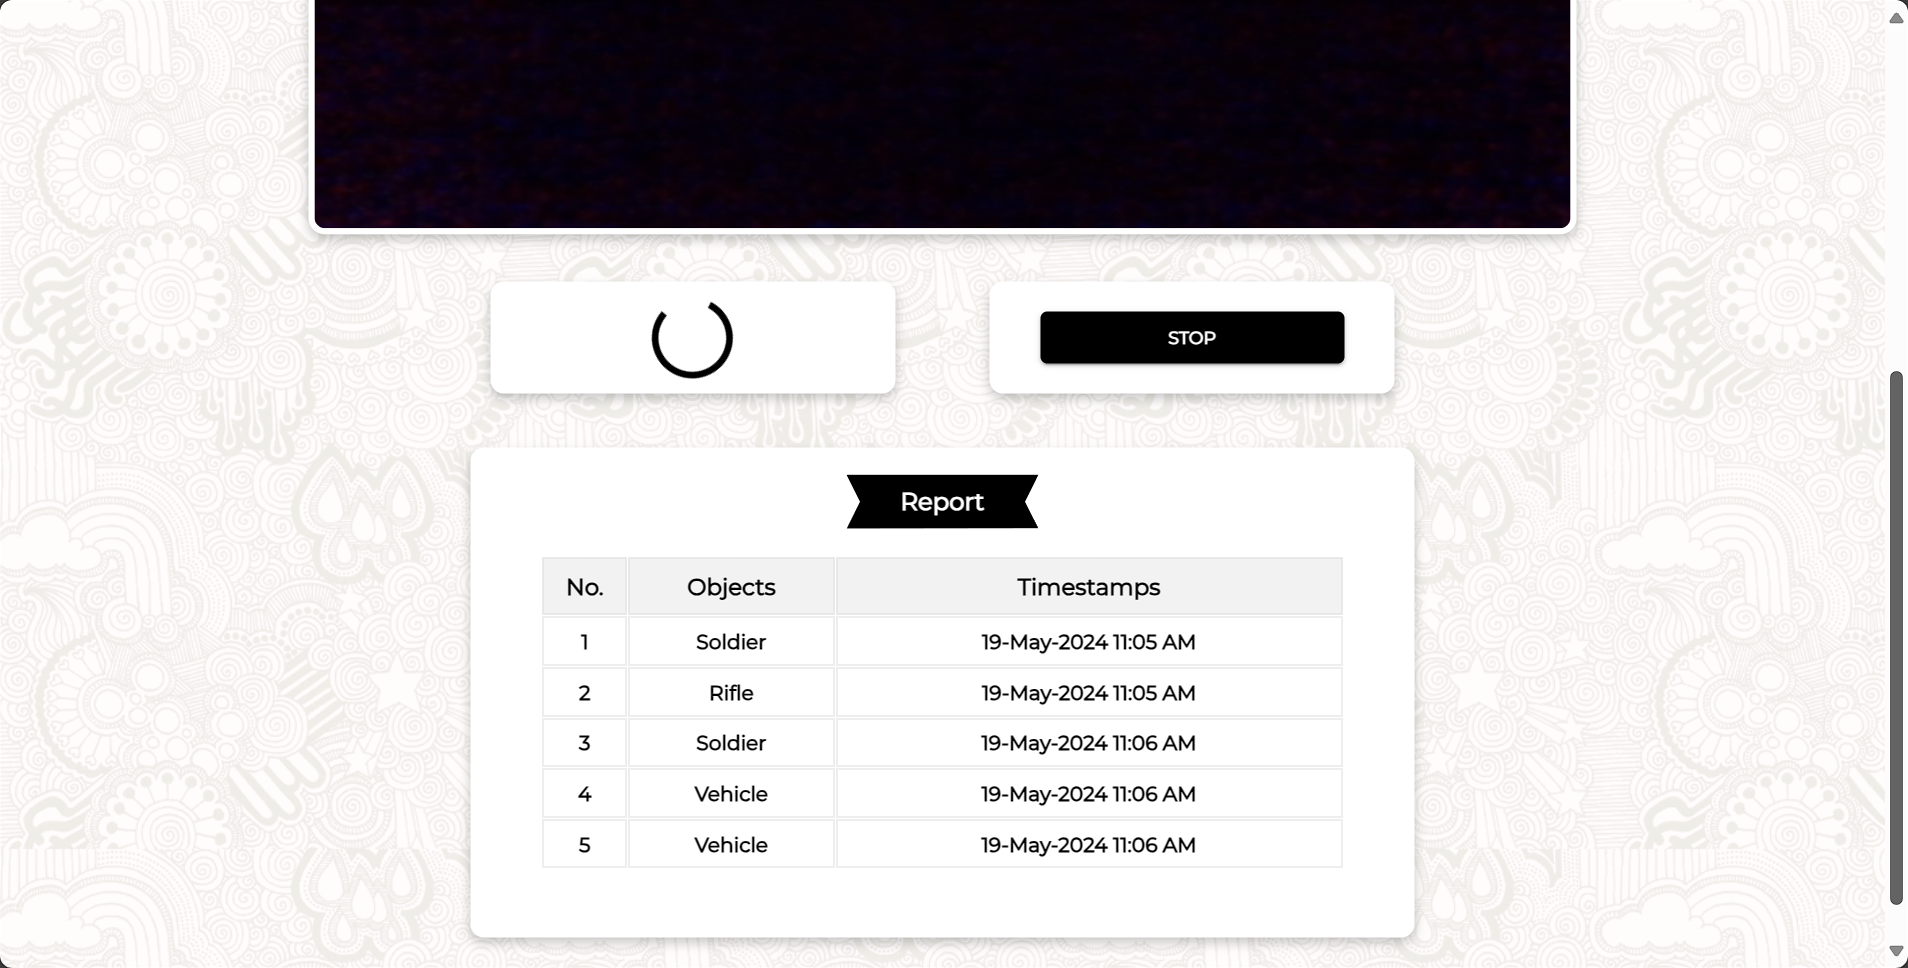 STOP
Report
No. Objects Timestamps
1 Soldier 19-May-2024 11:05 AM
2 Rifle 19-May-2024 11:05 AM
3 Soldier 19-May-2024 11:06 AM
4 Vehicle 19-May-2024 11:06 AM
5 Vehicle 19-May-2024 11:06 AM